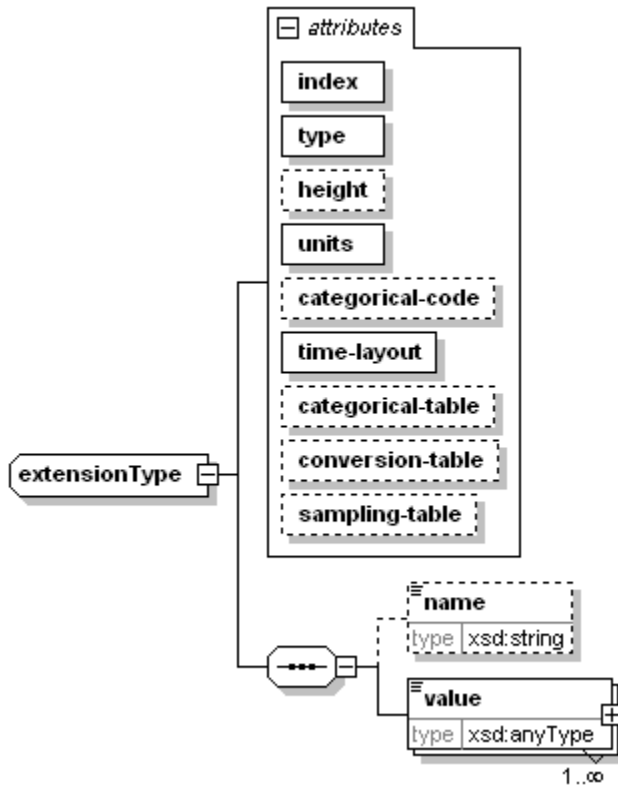 attributes
index
type
height
units
categorical-code
time-layout
categorical-table
conversion-table
sampling-table
extensionType
name
type xsd:string
value
type xsd:anyType
1..∞